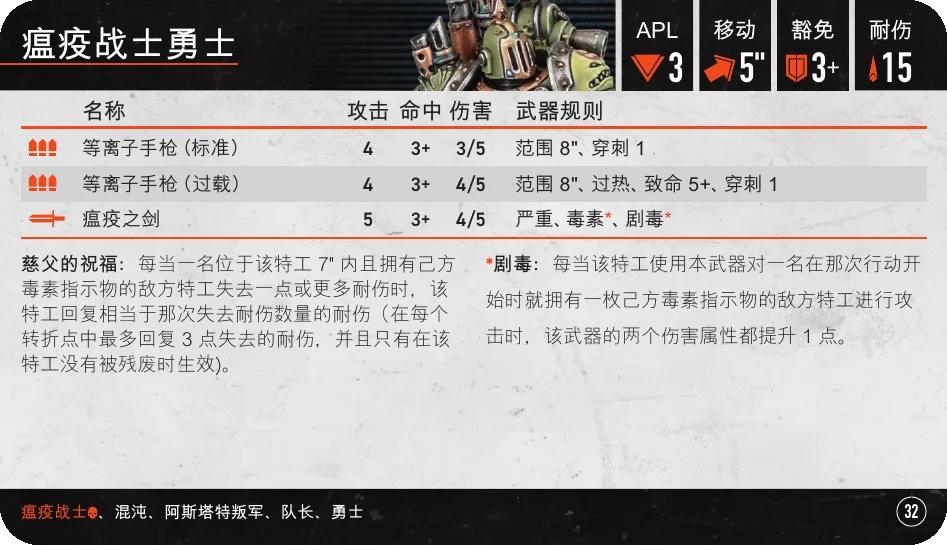 瘟疫战士勇士
APL 移动 豁免 耐伤
3 5" 3+ 15
名称 攻击 命中 伤害 武器规则
等离子手枪（标准） 4 3+ 3/5 范围 8"、穿刺 1
等离子手枪（过载） 4 3+ 4/5 范围 8"、过热、致命 5+、穿刺 1
瘟疫之剑 5 3+ 4/5 严重、毒素*、剧毒*
慈父的祝福：每当一名位于该特工 7" 内且拥有己方
毒素指示物的敌方特工失去一点或更多耐伤时，该
特工回复相当于那次失去耐伤数量的耐伤（在每个
转折点中最多回复 3 点失去的耐伤，并且只有在该
特工没有被残废时生效)。
*剧毒：每当该特工使用本武器对一名在那次行动开
始时就拥有一枚己方毒素指示物的敌方特工进行攻
击时，该武器的两个伤害属性都提升 1 点。
瘟疫战士、混沌、阿斯塔特叛军、队长、勇士
32